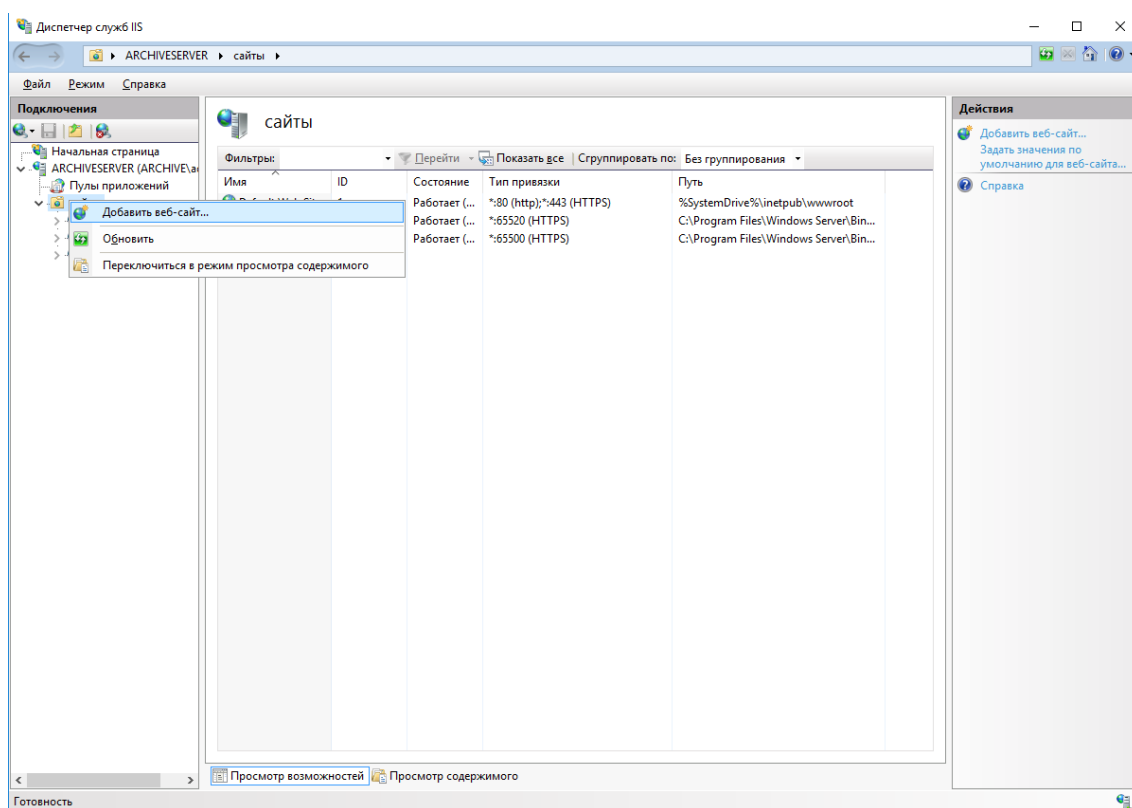 Диспетчер служб IIS
ARCHIVESERVER сайты
Файл Режим Справка
Подключения
Начальная страница
ARCHIVESERVER (ARCHIVE\
Пулы приложений
Добавить веб-сайт...
Обновить
Переключиться в режим просмотра содержимого
сайты
Фильтры: Перейти Показать все Сгруппировать по: Без группирования
Имя ID Состояние Тип привязки Путь
Работает (... *:80 (http);*:443 (HTTPS) %SystemDrive%\inetpub\wwwroot
Работает (... *:65520 (HTTPS) C:\Program Files\Windows Server\Bin...
Работает (... *:65500 (HTTPS) C:\Program Files\Windows Server\Bin...
Просмотр возможностей Просмотр содержимого
Действия
Добавить веб-сайт...
Задать значения по
умолчанию для веб-сайта...
Справка
Готовность